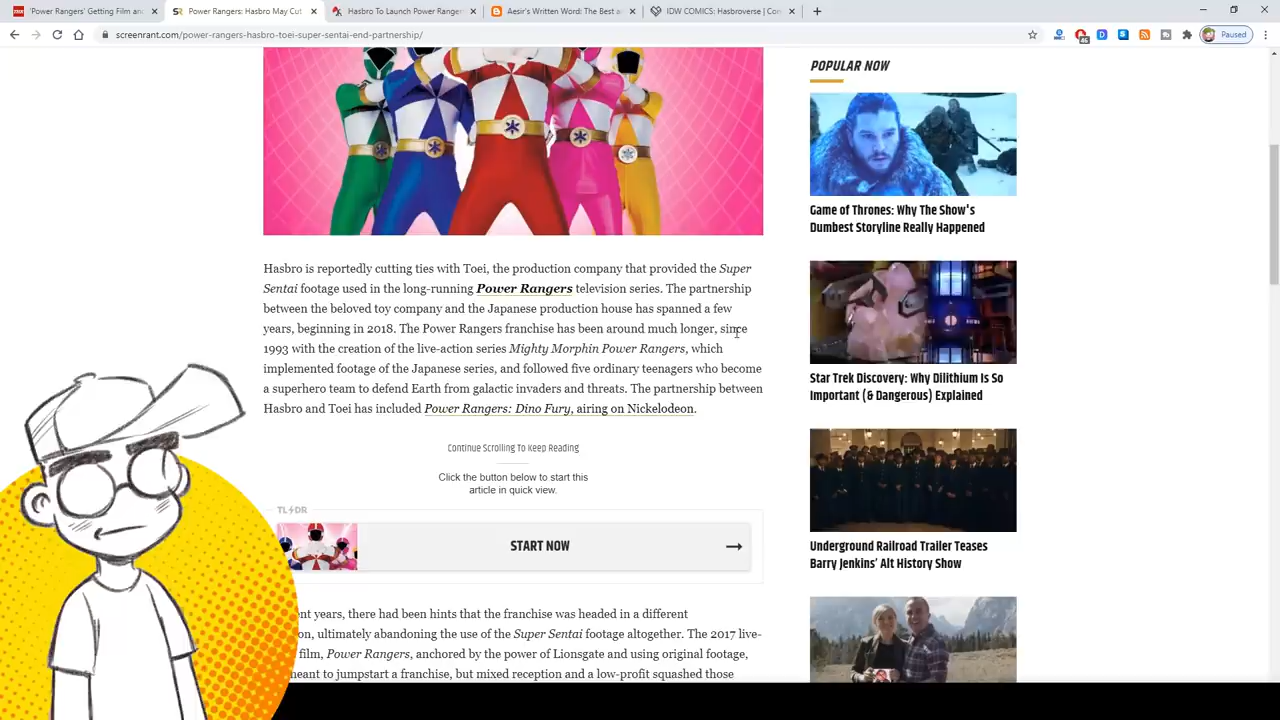 'Power Rangers' Getting Film and
Power Rangers: Hasbro May Cut
Hasbro To Launch Power Ranger
Aesir's Written Word: The Best a
IDW COMICS: Hasbroverse | Con
screenrant.com/power-rangers-hasbro-toei-super-sentai-end-partnership/
46
Paused
Hasbro is reportedly cutting ties with Toei, the production company that provided the Super
Sentai footage used in the long-running Power Rangers television series. The partnership
between the beloved toy company and the Japanese production house has spanned a few
years, beginning in 2018. The Power Rangers franchise has been around much longer, since
1993 with the creation of the live-action series Mighty Morphin Power Rangers, which
implemented footage of the Japanese series, and followed five ordinary teenagers who become
a superhero team to defend Earth from galactic invaders and threats. The partnership between
Hasbro and Toei has included Power Rangers: Dino Fury, airing on Nickelodeon.
Continue Scrolling To Keep Reading
Click the button below to start this
article in quick view.
TL DR
START NOW
ent years, there had been hints that the franchise was headed in a different
on, ultimately abandoning the use of the Super Sentai footage altogether. The 2017 live-
film, Power Rangers, anchored by the power of Lionsgate and using original footage,
meant to jumpstart a franchise, but mixed reception and a low-profit squashed those
POPULAR NOW
Game of Thrones: Why The Show's
Dumbest Storyline Really Happened
Star Trek Discovery: Why Dilithium Is So
Important (& Dangerous) Explained
Underground Railroad Trailer Teases
Barry Jenkins' Alt History Show